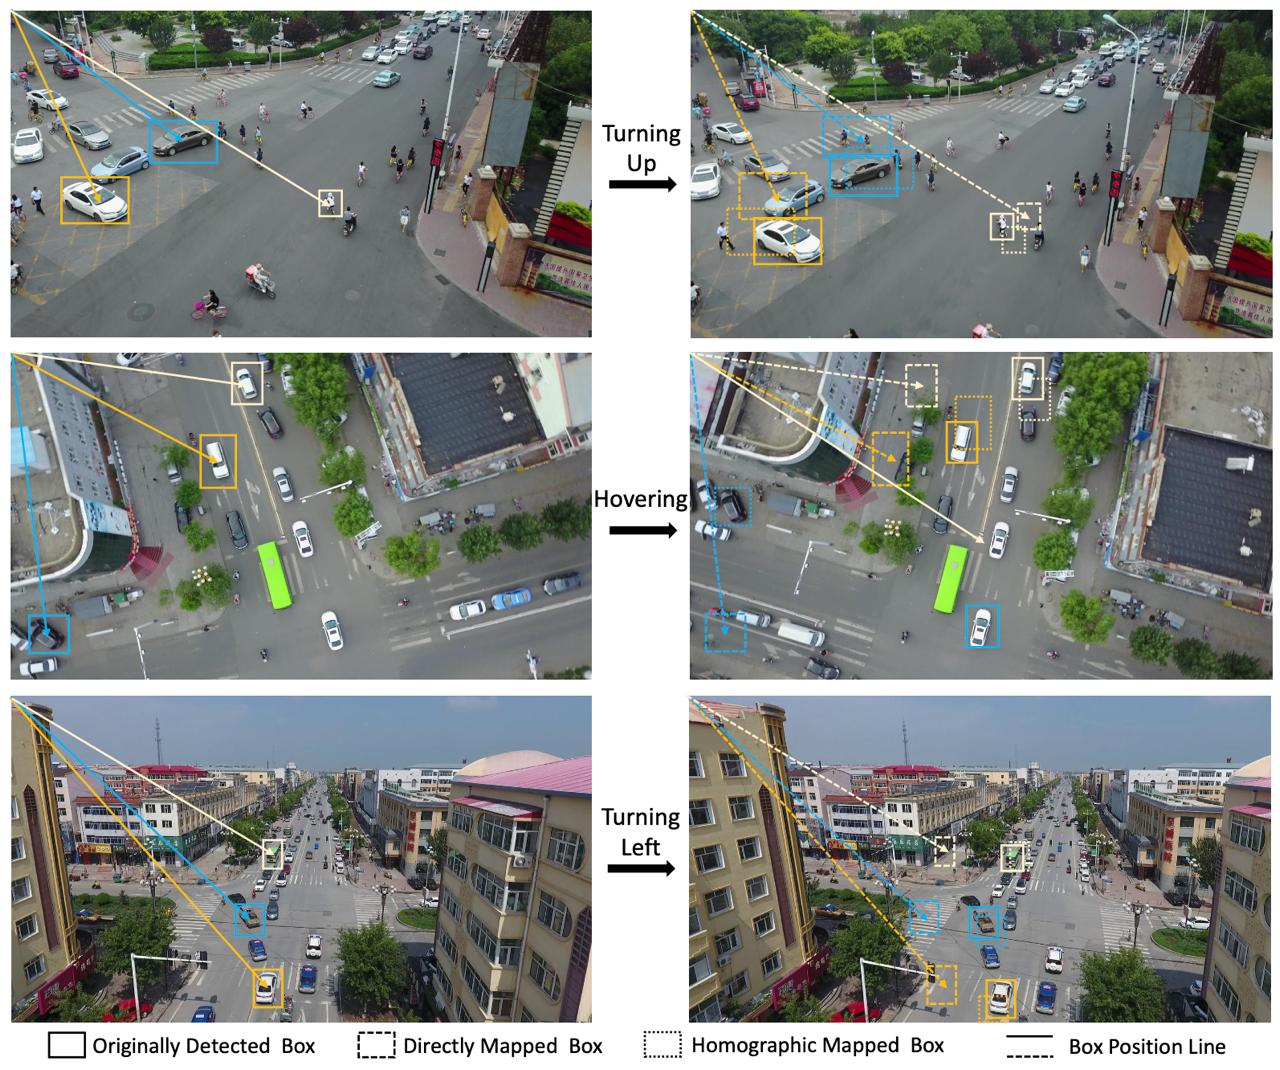 Turning
Up
Hovering
Turning
Left
Originally Detected Box
Directly Mapped Box
Homographic Mapped Box
Box Position Line